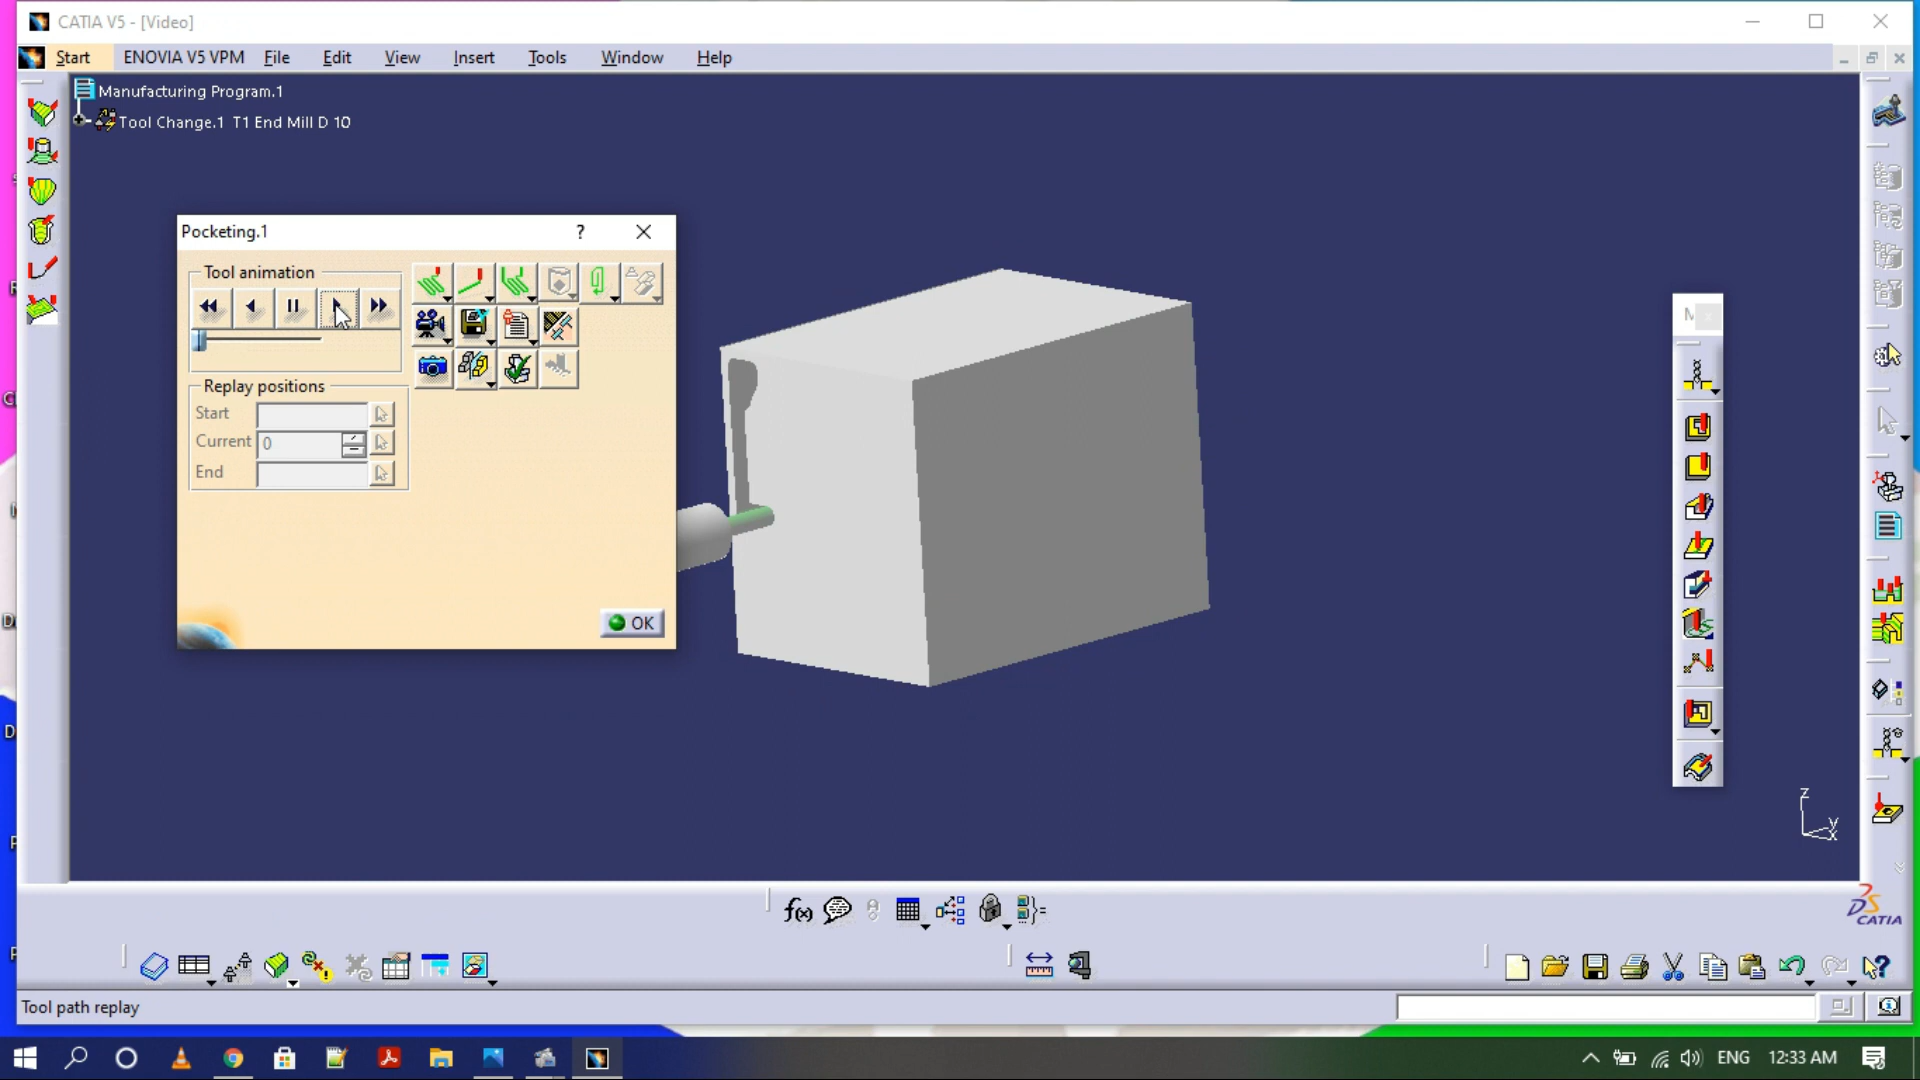 CATIA V5 - [Video]
Start ENOVIA V5 VPM File Edit View Insert Tools Window Help
Manufacturing Program.1
Tool Change.1 T1 End Mill D 10
Pocketing.1
?
Tool animation
Replay positions
Start
Current 0
End
OK
M
z
y
x
f(x)
CATIA
Tool path replay
ENG 12:33 AM